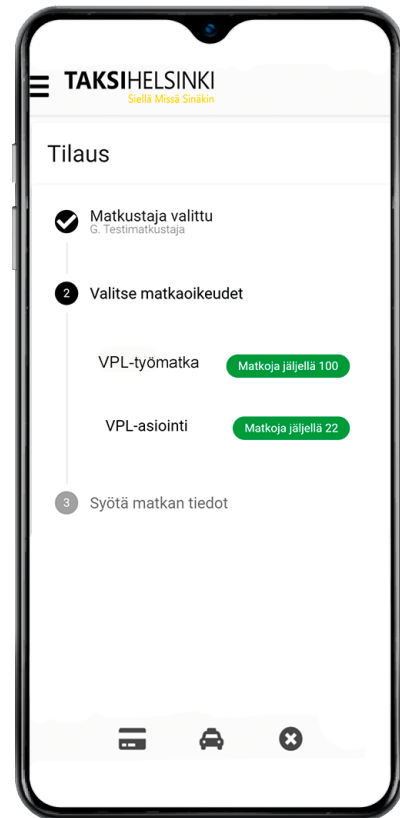 TAKSIHELSINKI
Siellä Missä Sinäkin
Tilaus
Matkustaja valittu
G. Testimatkustaja
2 Valitse matkaoikeudet
VPL-työmatka Matkoja jäljellä 100
VPL-asiointi Matkoja jäljellä 22
3 Syötä matkan tiedot